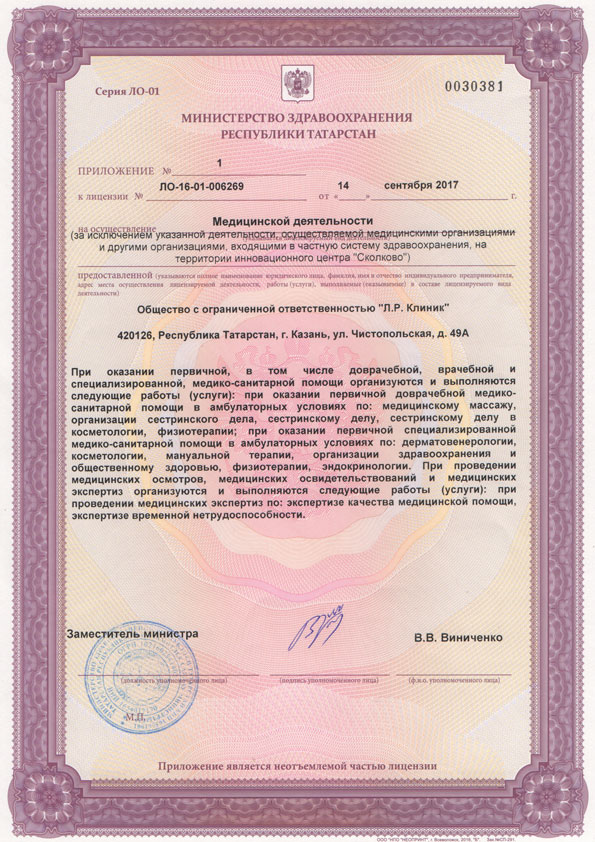 Серия ЛО-01
0030381
МИНИСТЕРСТВО ЗДРАВООХРАНЕНИЯ
РЕСПУБЛИКИ ТАТАРСТАН
ПРИЛОЖЕНИЕ № 1
к лицензии № ЛО-16-01-006269 от « 14 » сентября 2017 г.
Медицинской деятельности
на осуществление
(за исключением указанной деятельности, осуществляемой медицинскими организациями
и другими организациями, входящими в частную систему здравоохранения, на
территории инновационного центра "Сколково")
предоставленной (указываются полное наименование юридического лица, фамилия, имя и отчество индивидуального предпринимателя,
адрес места осуществления лицензируемой деятельности, работы (услуги), выполняемые (оказываемые) в составе лицензируемого вида
деятельности)
Общество с ограниченной ответственностью "Л.Р. Клиник"
420126, Республика Татарстан, г. Казань, ул. Чистопольская, д. 49А
При оказании первичной, в том числе доврачебной, врачебной и
специализированной, медико-санитарной помощи организуются и выполняются
следующие работы (услуги): при оказании первичной доврачебной медико-
санитарной помощи в амбулаторных условиях по: медицинскому массажу,
организации сестринского дела, сестринскому делу, сестринскому делу в
косметологии, физиотерапии; при оказании первичной специализированной
медико-санитарной помощи в амбулаторных условиях по: дерматовенерологии,
косметологии, мануальной терапии, организации здравоохранения и
общественному здоровью, физиотерапии, эндокринологии. При проведении
медицинских осмотров, медицинских освидетельствований и медицинских
экспертиз организуются и выполняются следующие работы (услуги): при
проведении медицинских экспертиз по: экспертизе качества медицинской помощи,
экспертизе временной нетрудоспособности.
Заместитель министра
В.В. Виниченко
(должность уполномоченного лица)
(подпись уполномоченного лица)
(ф.и.о. уполномоченного лица)
М.П.
Приложение является неотъемлемой частью лицензии